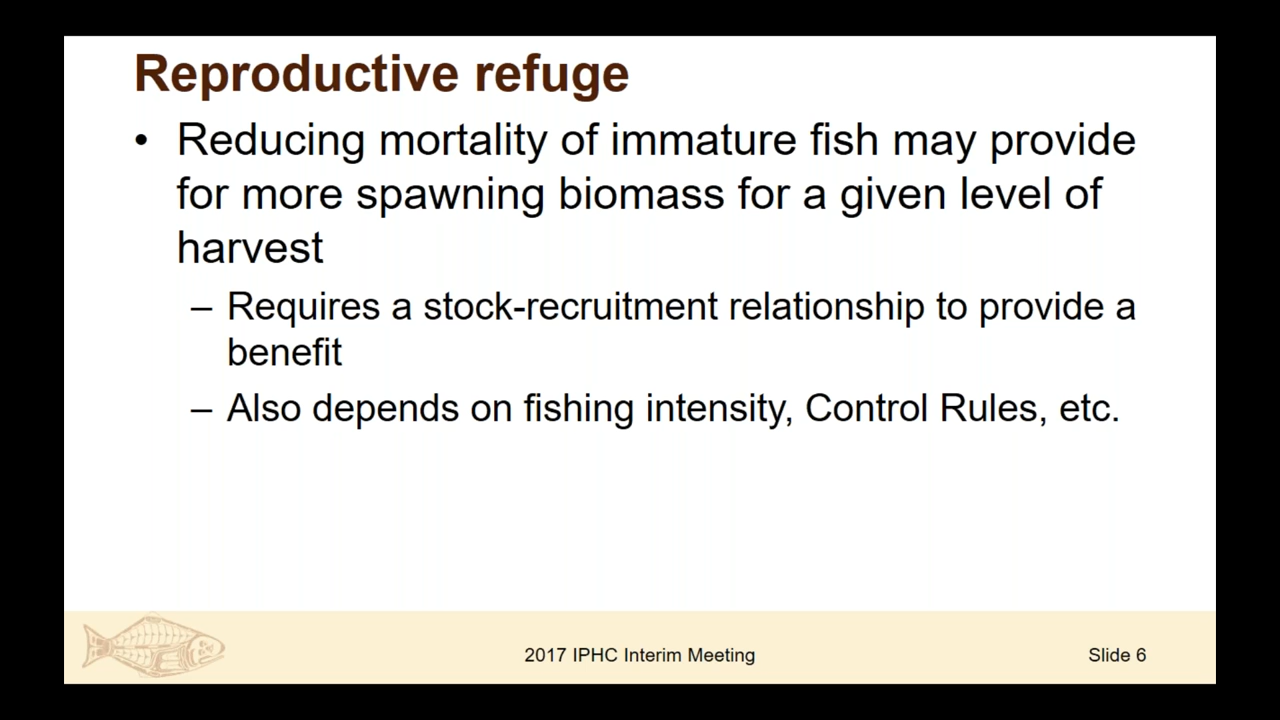 Reproductive refuge
• Reducing mortality of immature fish may provide
for more spawning biomass for a given level of
harvest
– Requires a stock-recruitment relationship to provide a
benefit
– Also depends on fishing intensity, Control Rules, etc.
2017 IPHC Interim Meeting
Slide 6